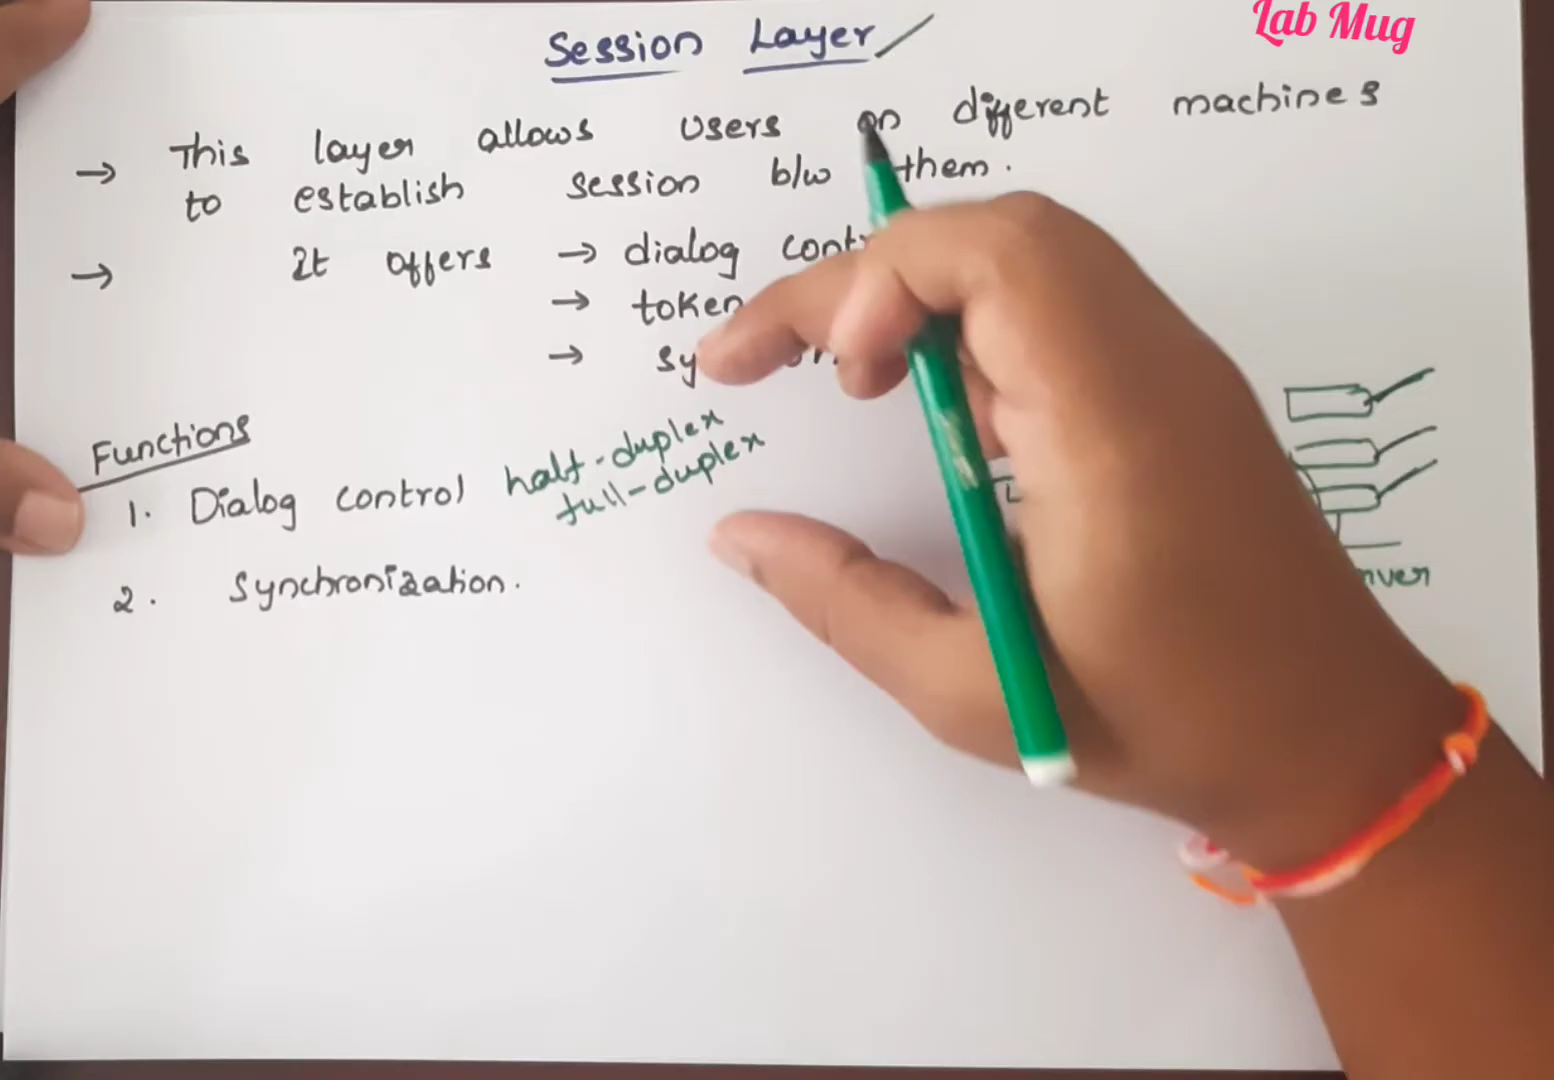 Lab Mug
Session Layer
→ This layer allows users on different machines
to establish session b/w them.
→ It offers → dialog
→ token
→
Functions
1. Dialog control half-duplex
full-duplex
2. Synchronization.